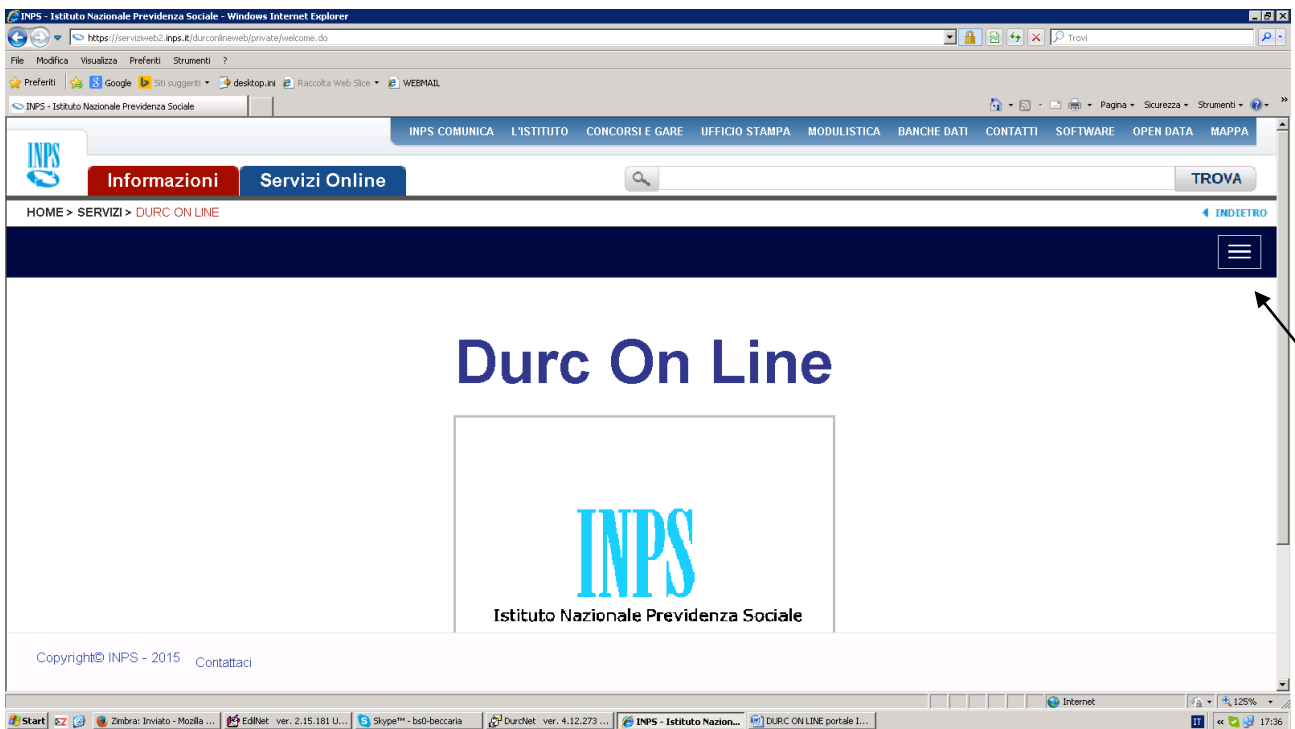 INPS - Istituto Nazionale Previdenza Sociale - Windows Internet Explorer
https://serviziweb2.inps.it/durconlineweb/private/welcome.do
Trovi
File Modifica Visualizza Preferiti Strumenti ?
Preferiti Google Siti suggeriti desktop.ini Raccolta Web Slice WEBMAIL
INPS - Istituto Nazionale Previdenza Sociale
Pagina Sicurezza Strumenti »
INPS COMUNICA L'ISTITUTO CONCORSI E GARE UFFICIO STAMPA MODULISTICA BANCHE DATI CONTATTI SOFTWARE OPEN DATA MAPPA
INPS
Informazioni Servizi Online TROVA
HOME > SERVIZI > DURC ON LINE INDIETRO
Durc On Line
INPS
Istituto Nazionale Previdenza Sociale
Copyright© INPS - 2015 Contattaci
Internet 125%
Start Zimbra: Inviato - Mozilla ... EdilNet ver. 2.15.181 U... Skype™ - bs0-beccaria DurcNet ver. 4.12.273 ... INPS - Istituto Nazion... DURC ON LINE portale I... IT « 17:36